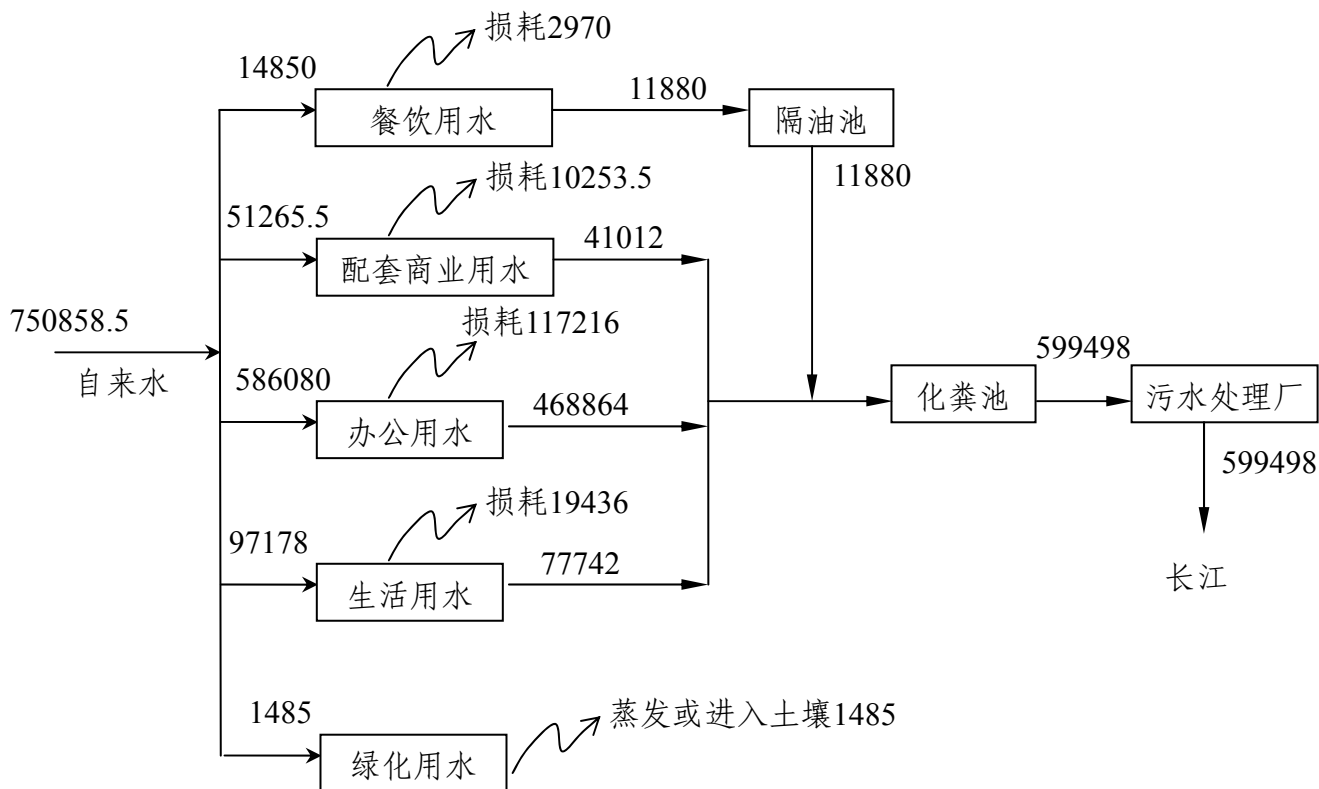 损耗2970
14850
餐饮用水
11880
隔油池
11880
损耗10253.5
51265.5
配套商业用水
41012
750858.5
自来水
损耗117216
586080
办公用水
468864
化粪池
599498
污水处理厂
599498
长江
损耗19436
97178
生活用水
77742
1485
绿化用水
蒸发或进入土壤1485